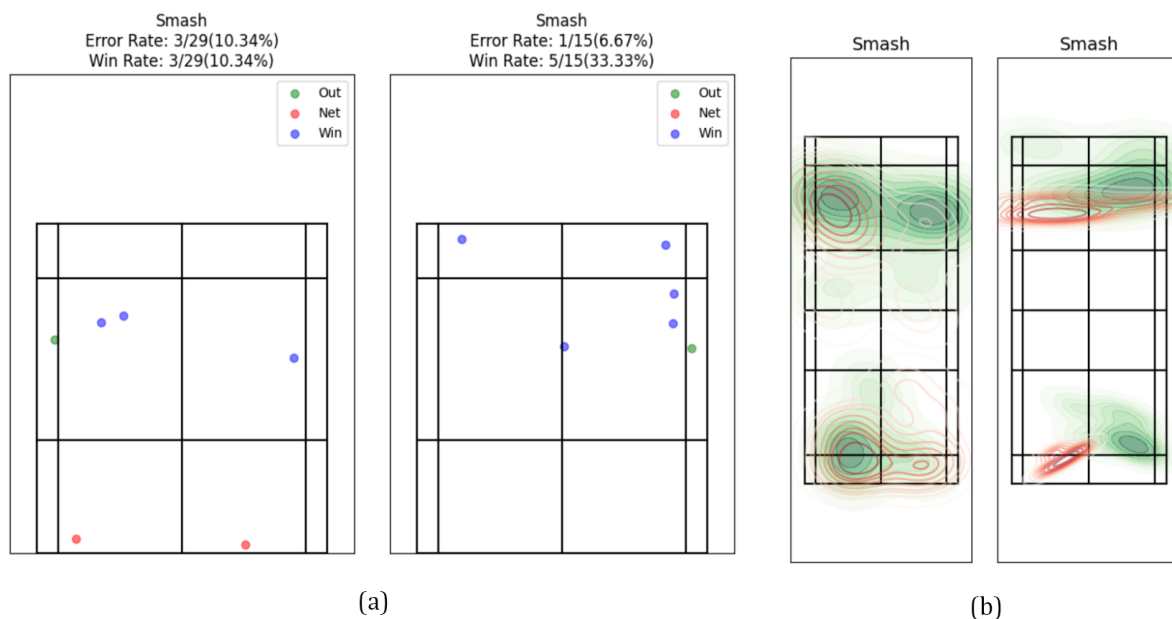 Smash
Error Rate: 3/29(10.34%)
Win Rate: 3/29(10.34%)
Out
Net
Win
Smash
Error Rate: 1/15(6.67%)
Win Rate: 5/15(33.33%)
Out
Net
Win
(a)
Smash
Smash
(b)